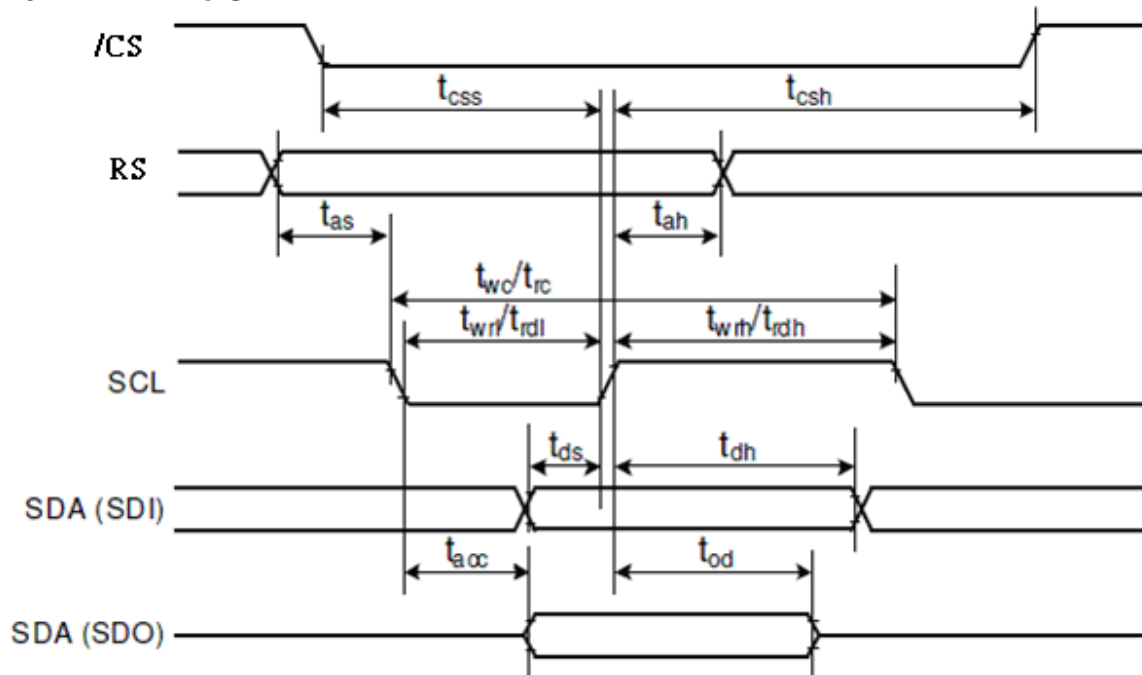 /CS
tcss
tcsh
RS
tas
tah
twc/trc
twrl/trdl
twrh/trdh
SCL
tds
tdh
SDA (SDI)
tacc
tod
SDA (SDO)